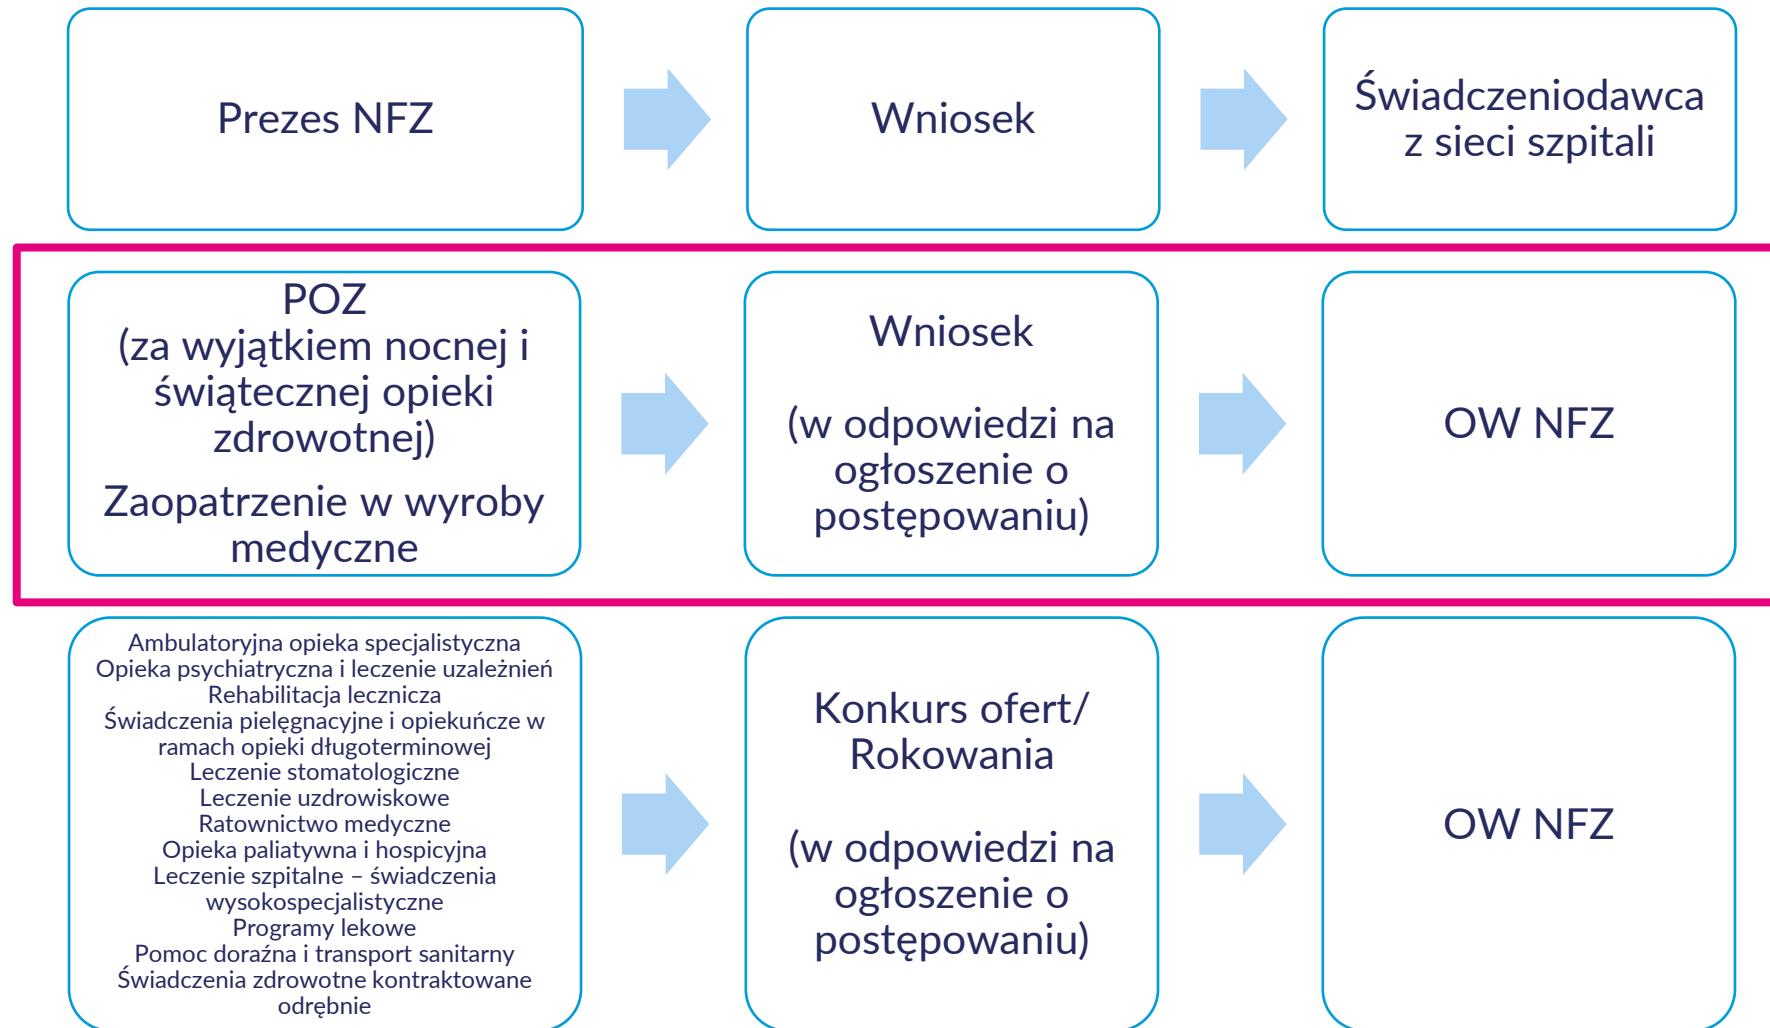 Prezes NFZ
Wniosek
Świadczeniodawca
z sieci szpitali
POZ
(za wyjątkiem nocnej i
świątecznej opieki
zdrowotnej)
Zaopatrzenie w wyroby
medyczne
Wniosek
(w odpowiedzi na
ogłoszenie o
postępowaniu)
OW NFZ
Ambulatoryjna opieka specjalistyczna
Opieka psychiatryczna i leczenie uzależnień
Rehabilitacja lecznicza
Świadczenia pielęgnacyjne i opiekuńcze w
ramach opieki długoterminowej
Leczenie stomatologiczne
Leczenie uzdrowiskowe
Ratownictwo medyczne
Opieka paliatywna i hospicyjna
Leczenie szpitalne – świadczenia
wysokospecjalistyczne
Programy lekowe
Pomoc doraźna i transport sanitarny
Świadczenia zdrowotne kontraktowane
odrębnie
Konkurs ofert/
Rokowania
(w odpowiedzi na
ogłoszenie o
postępowaniu)
OW NFZ